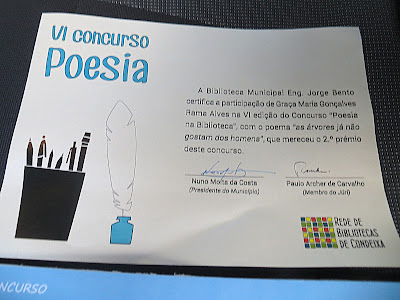 VI CONCURSO
Poesia
A Biblioteca Municipal Eng. Jorge Bento
certifica a participação de Graça Maria Gonçalves
Rama Alves na VI edição do Concurso "Poesia
na Biblioteca", com o poema "as árvores já não
gostam dos homens", que mereceu o 2.º prémio
deste concurso.
Nuno Moita da Costa
(Presidente do Município)
Paulo Archer de Carvalho
(Membro do Júri)
REDE DE
BIBLIOTECAS
DE CONDEIXA
NCURSO